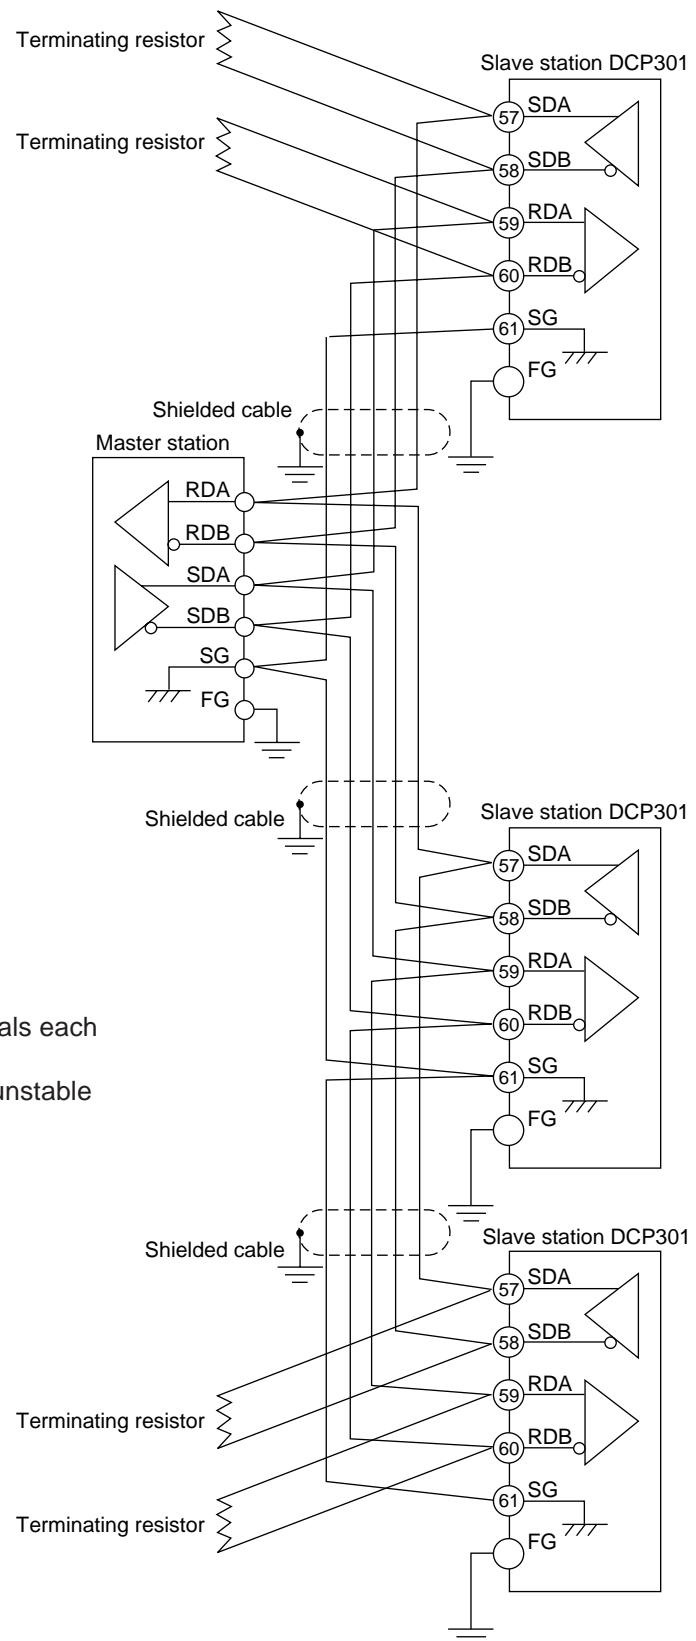 Terminating resistor
Slave station DCP301
57 SDA
Terminating resistor
58 SDB
59 RDA
60 RDB
61 SG
FG
Shielded cable
Master station
RDA
RDB
SDA
SDB
SG
FG
Shielded cable
Slave station DCP301
57 SDA
58 SDB
59 RDA
als each
60 RDB
61 SG
unstable
FG
Shielded cable
Slave station DCP301
57 SDA
58 SDB
59 RDA
Terminating resistor
60 RDB
61 SG
Terminating resistor
FG